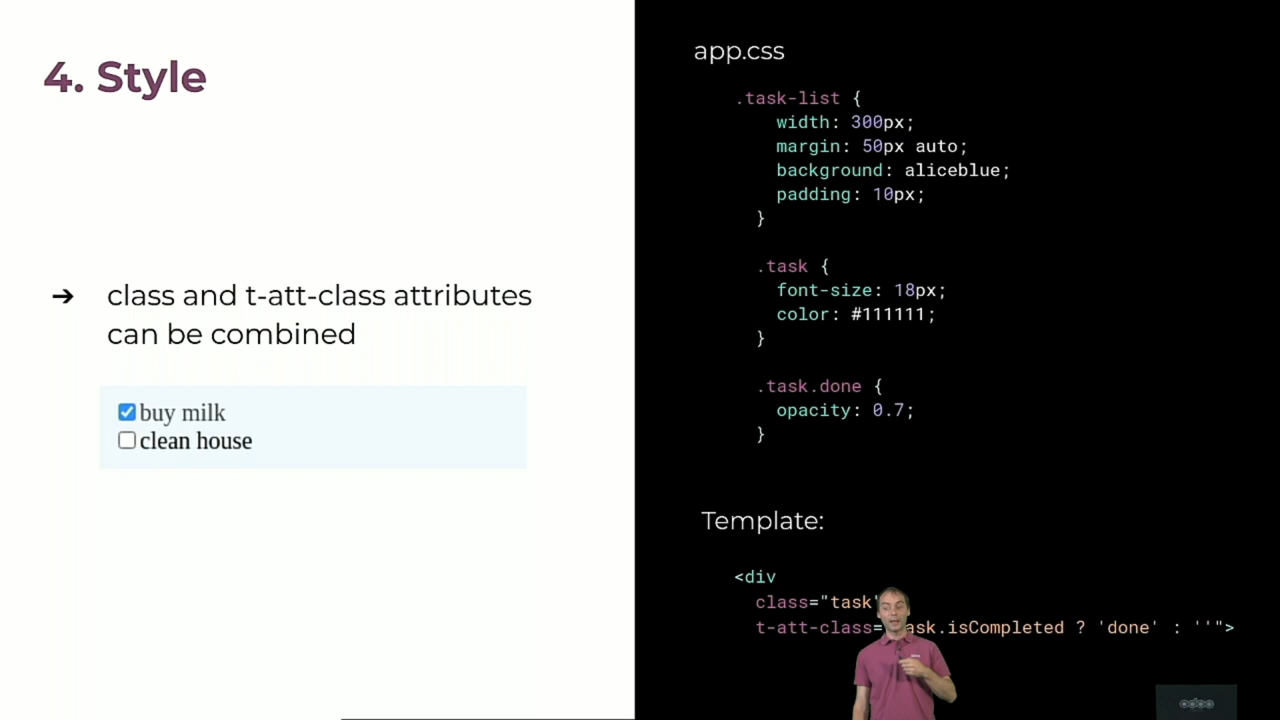 4. Style
➔ class and t-att-class attributes
can be combined
buy milk
clean house
app.css
.task-list {
width: 300px;
margin: 50px auto;
background: aliceblue;
padding: 10px;
}
.task {
font-size: 18px;
color: #111111;
}
.task.done {
opacity: 0.7;
}
Template:
<div
class="task"
t-att-class= ask.isCompleted ? 'done' : ''">
odoo